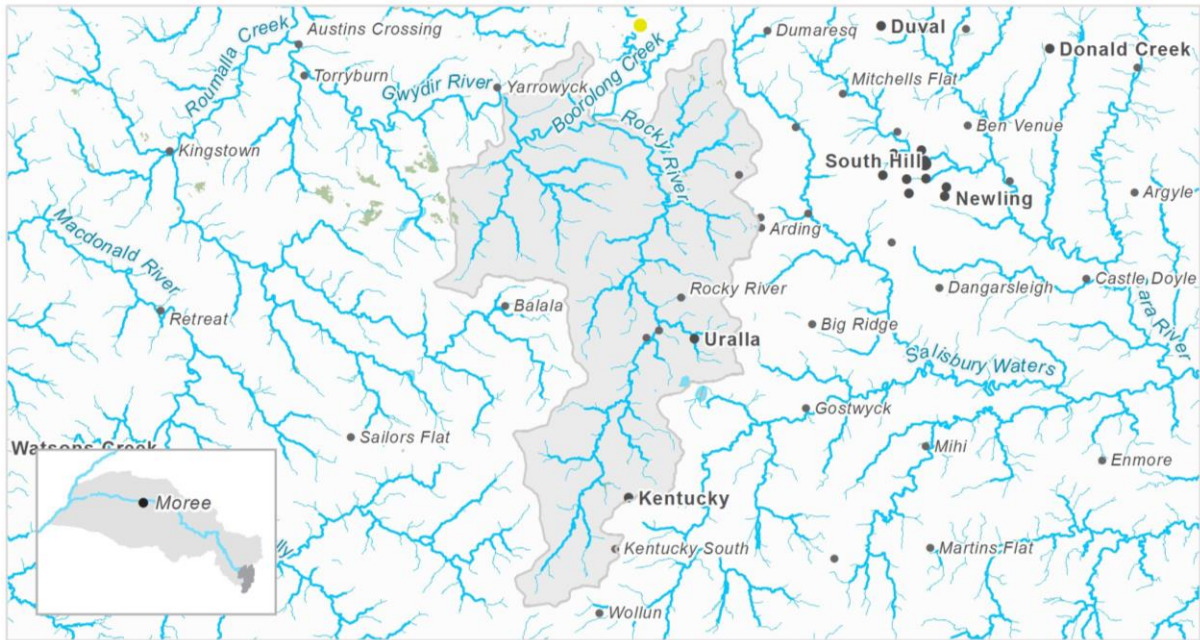 Austins Crossing
Roumalla Creek
Torryburn
Gwydir River
Yarrowyck
Boorolong Creek
Rocky River
Dumaresq
Duval
Donald Creek
Mitchells Flat
Ben Venue
Kingstown
South Hill
Newling
Argyle
Macdonald River
Arding
Retreat
Balala
Rocky River
Dangarsleigh
Castle Doyle
Uralla
Big Ridge
Salisbury Waters
Gostwyck
Sailors Flat
Mihi
Enmore
Watsons Creek
Moree
Kentucky
Kentucky South
Martins Flat
Wollun